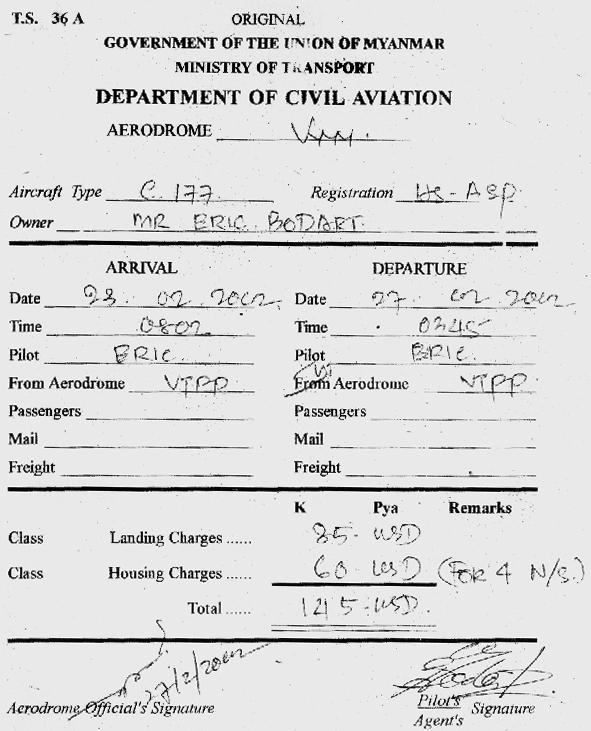 T.S. 36 A ORIGINAL
GOVERNMENT OF THE UNION OF MYANMAR
MINISTRY OF TRANSPORT
DEPARTMENT OF CIVIL AVIATION
AERODROME
Aircraft Type C. 177. Registration HS-ASP
Owner MR ERIC BODART
ARRIVAL DEPARTURE
Date 23 02 2002 Date 27 02 2002
Time 0802 Time 0345
Pilot ERIC Pilot ERIC
From Aerodrome VTPP From Aerodrome VTPP
Passengers Passengers
Mail Mail
Freight Freight
K Pya Remarks
Class Landing Charges ...... 85- USD
Class Housing Charges ...... 60- USD (FOR 4 N/S.)
Total ...... 145-USD.
27/2/2002
Aerodrome Official's Signature Pilot's Signature
Agent's